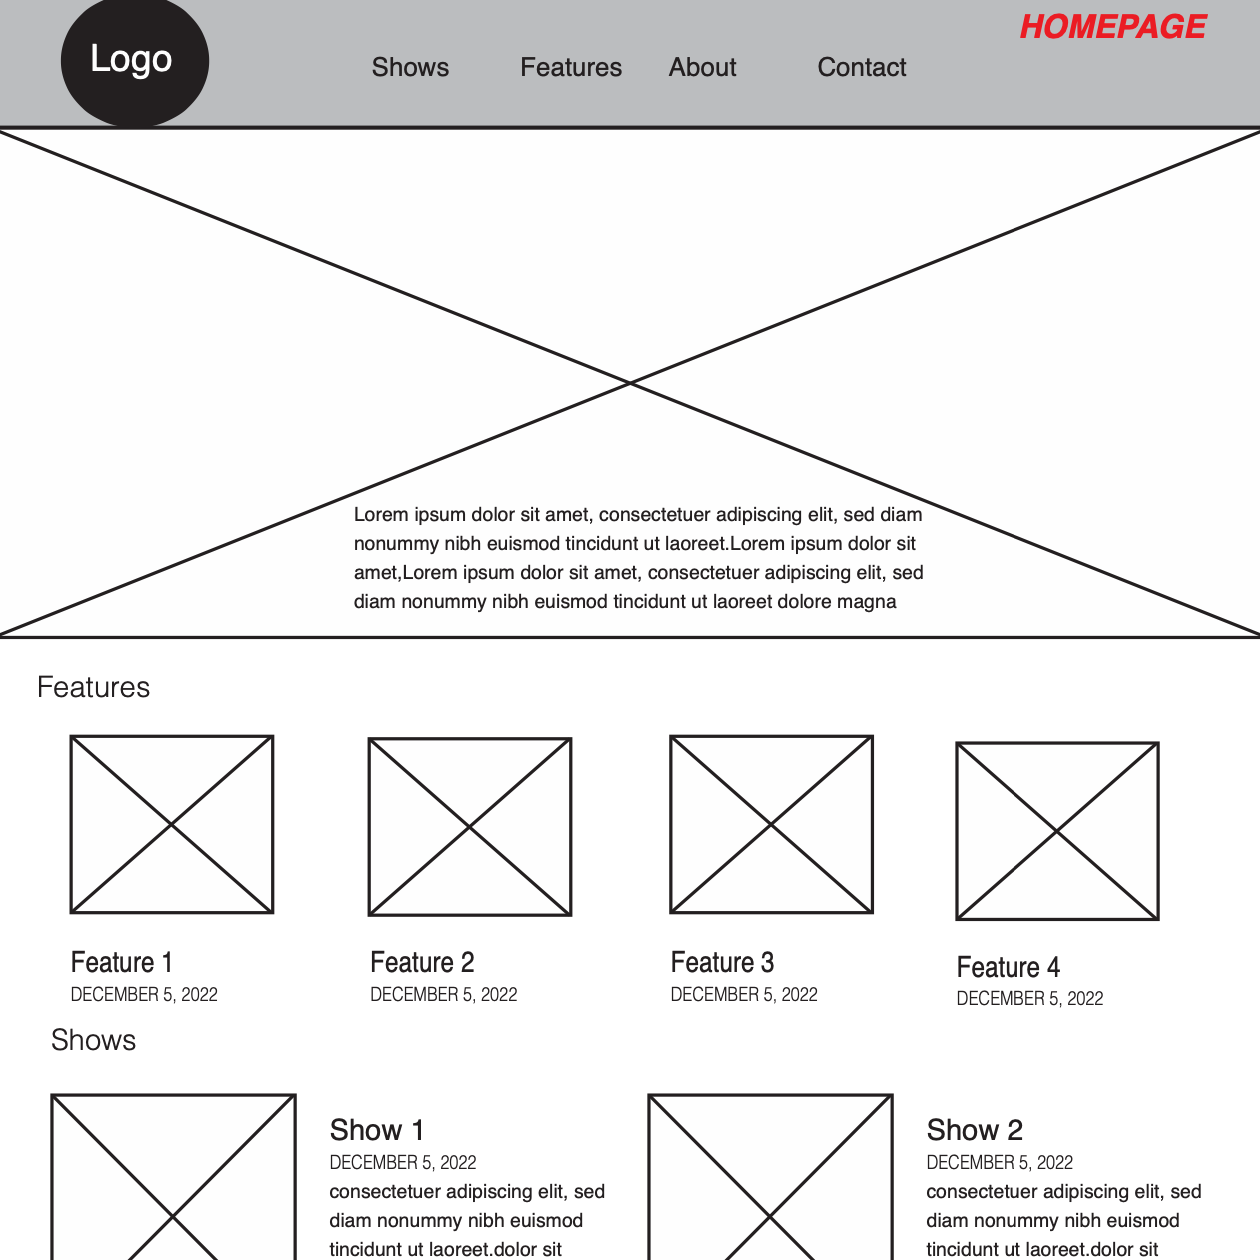 HOMEPAGE
Logo
Shows Features About Contact
Lorem ipsum dolor sit amet, consectetuer adipiscing elit, sed diam
nonummy nibh euismod tincidunt ut laoreet.Lorem ipsum dolor sit
amet,Lorem ipsum dolor sit amet, consectetuer adipiscing elit, sed
diam nonummy nibh euismod tincidunt ut laoreet dolore magna
Features
Feature 1
DECEMBER 5, 2022
Feature 2
DECEMBER 5, 2022
Feature 3
DECEMBER 5, 2022
Feature 4
DECEMBER 5, 2022
Shows
Show 1
DECEMBER 5, 2022
consectetuer adipiscing elit, sed
diam nonummy nibh euismod
tincidunt ut laoreet.dolor sit
Show 2
DECEMBER 5, 2022
consectetuer adipiscing elit, sed
diam nonummy nibh euismod
tincidunt ut laoreet.dolor sit